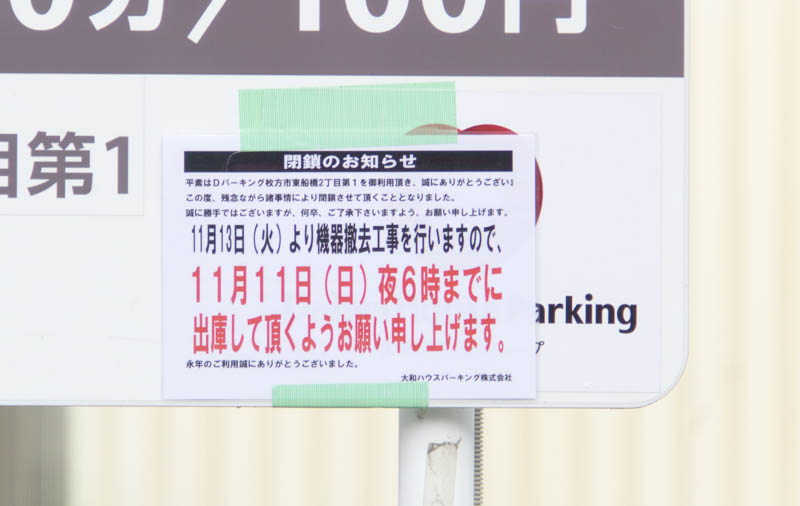 分/100円
目第1
閉鎖のお知らせ
平素はDパーキング枚方市東船橋2丁目第1を御利用頂き、誠にありがとうござい
この度、残念ながら諸事情により閉鎖させて頂くこととなりました。
誠に勝手ではございますが、何卒、ご了承下さいますよう、お願い申し上げます。
11月13日（火）より機器撤去工事を行いますので、
11月11日（日）夜6時までに
出庫して頂くようお願い申し上げます。
永年のご利用誠にありがとうございました。
大和ハウスパーキング株式会社
arking
プ